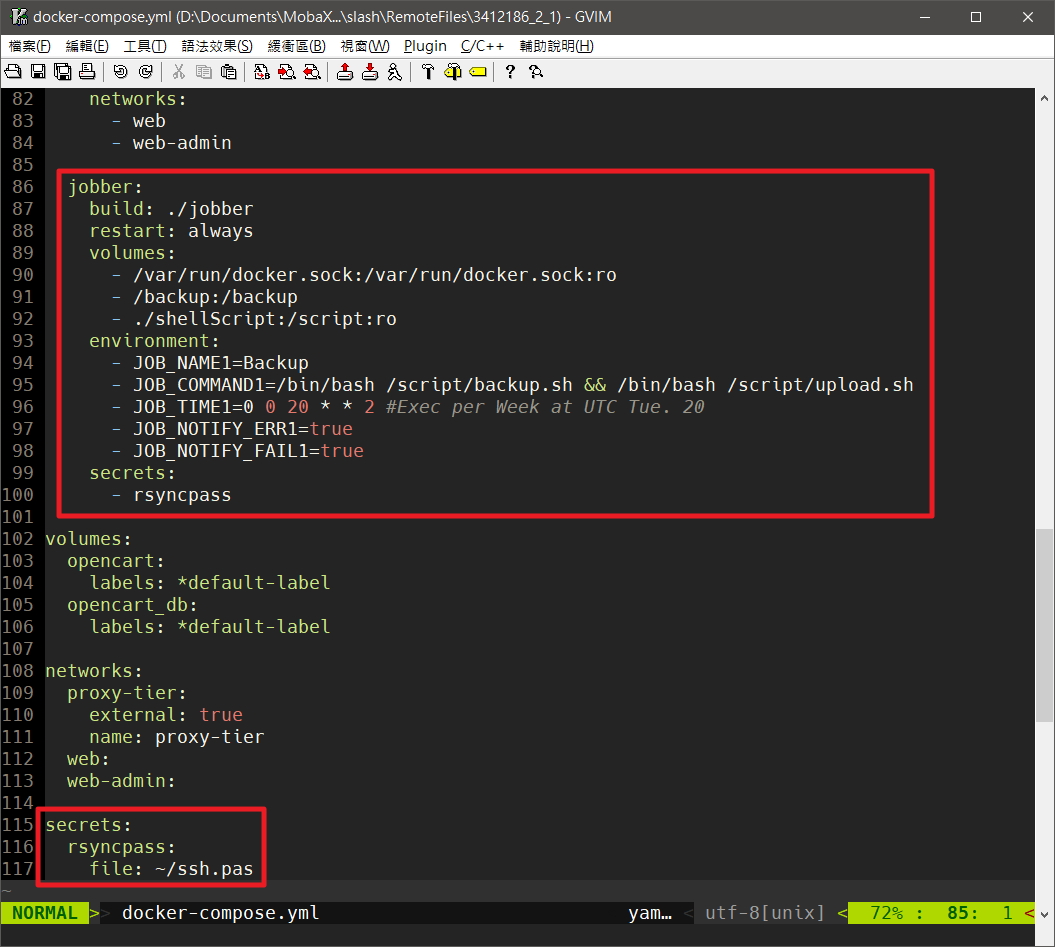 docker-compose.yml (D:\Documents\MobaX...\slash\RemoteFiles\3412186_2_1) - GVIM
檔案(F) 編輯(E) 工具(T) 語法效果(S) 緩衝區(B) 視窗(W) Plugin C/C++ 輔助說明(H)
82     networks:
83       - web
84       - web-admin
85
86   jobber:
87     build: ./jobber
88     restart: always
89     volumes:
90       - /var/run/docker.sock:/var/run/docker.sock:ro
91       - /backup:/backup
92       - ./shellScript:/script:ro
93     environment:
94       - JOB_NAME1=Backup
95       - JOB_COMMAND1=/bin/bash /script/backup.sh && /bin/bash /script/upload.sh
96       - JOB_TIME1=0 0 20 * * 2 #Exec per Week at UTC Tue. 20
97       - JOB_NOTIFY_ERR1=true
98       - JOB_NOTIFY_FAIL1=true
99     secrets:
100       - rsyncpass
101
102 volumes:
103   opencart:
104     labels: *default-label
105   opencart_db:
106     labels: *default-label
107
108 networks:
109   proxy-tier:
110     external: true
111     name: proxy-tier
112   web:
113   web-admin:
114
115 secrets:
116   rsyncpass:
117     file: ~/ssh.pas
~
NORMAL >> docker-compose.yml yam… < utf-8[unix] < 72% : 85: 1 <